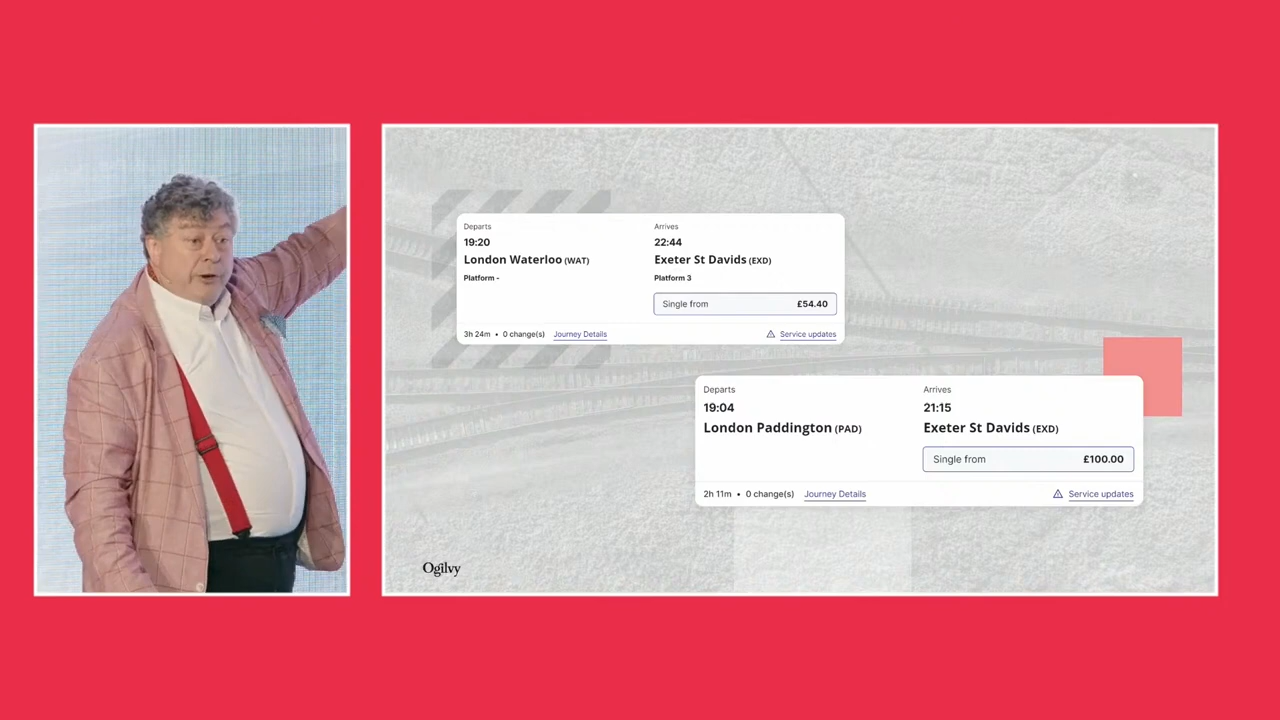 Departs
Arrives
19:20
22:44
London Waterloo (WAT)
Exeter St Davids (EXD)
Platform -
Platform 3
Single from £54.40
3h 24m • 0 change(s) Journey Details
Service updates
Departs
Arrives
19:04
21:15
London Paddington (PAD)
Exeter St Davids (EXD)
Single from £100.00
2h 11m • 0 change(s) Journey Details
Service updates
Ogilvy